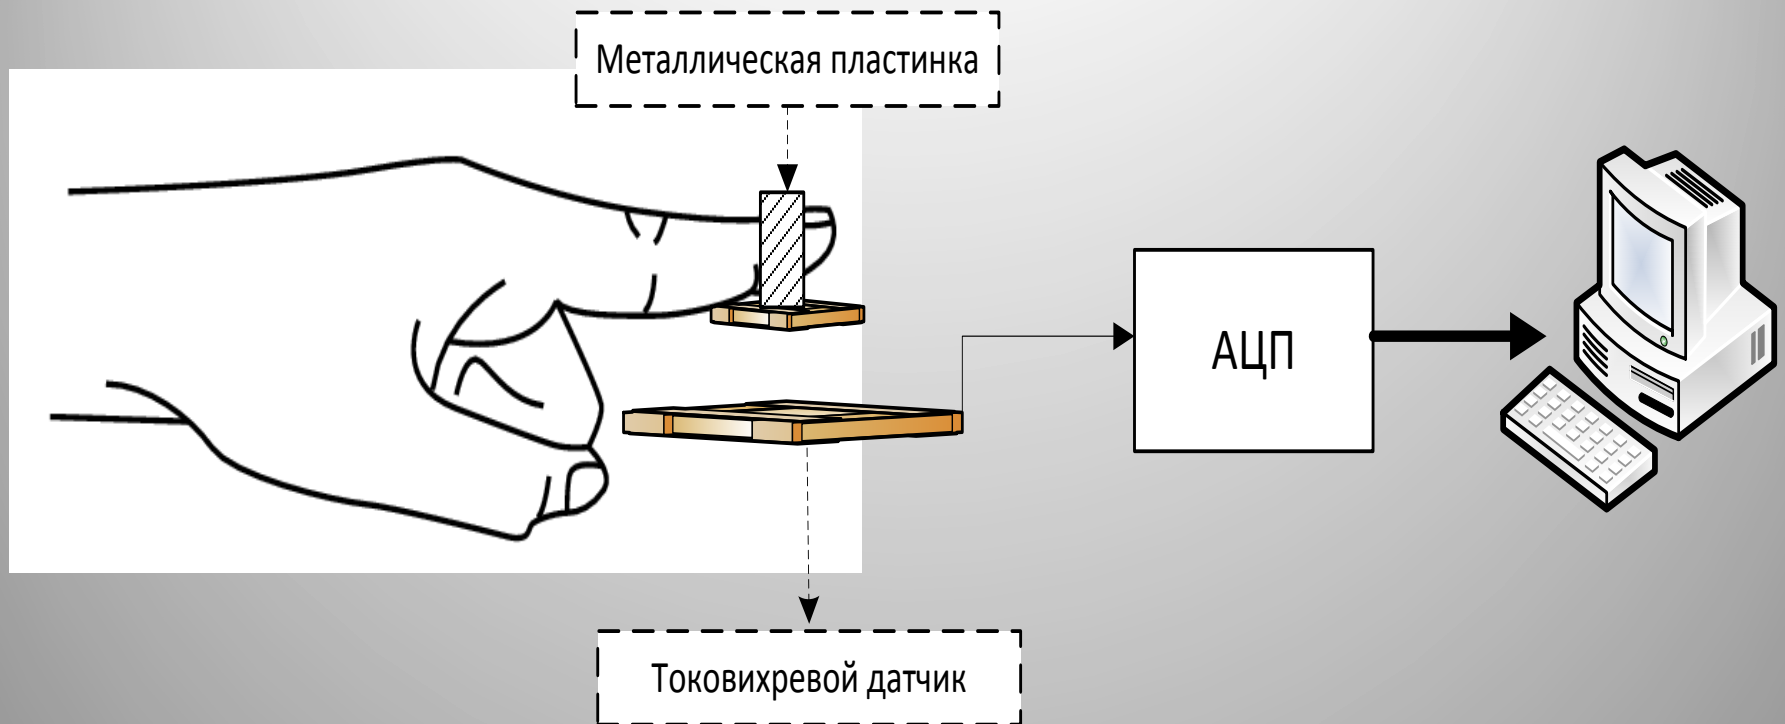 Металлическая пластинка
АЦП
Токовихревой датчик